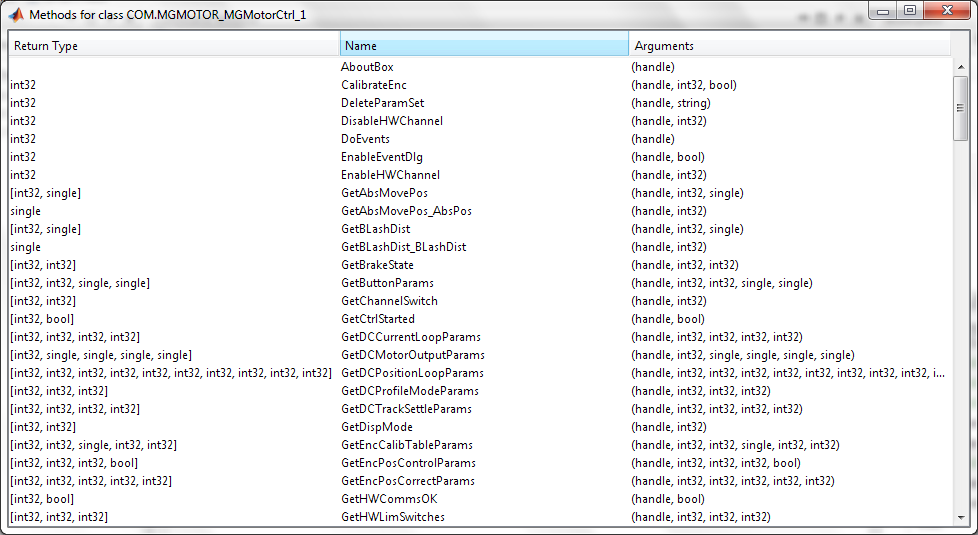 Methods for class COM.MGMOTOR_MGMotorCtrl_1
Return Type Name Arguments
AboutBox (handle)
int32 CalibrateEnc (handle, int32, bool)
int32 DeleteParamSet (handle, string)
int32 DisableHWChannel (handle, int32)
int32 DoEvents (handle)
int32 EnableEventDlg (handle, bool)
int32 EnableHWChannel (handle, int32)
[int32, single] GetAbsMovePos (handle, int32, single)
single GetAbsMovePos_AbsPos (handle, int32)
[int32, single] GetBLashDist (handle, int32, single)
single GetBLashDist_BLashDist (handle, int32)
[int32, int32] GetBrakeState (handle, int32, int32)
[int32, int32, single, single] GetButtonParams (handle, int32, int32, single, single)
[int32, int32] GetChannelSwitch (handle, int32)
[int32, bool] GetCtrlStarted (handle, bool)
[int32, int32, int32, int32] GetDCCurrentLoopParams (handle, int32, int32, int32, int32)
[int32, single, single, single, single] GetDCMotorOutputParams (handle, int32, single, single, single, single)
[int32, int32, int32, int32, int32, int32, int32, int32, int32, int32] GetDCPositionLoopParams (handle, int32, int32, int32, int32, int32, int32, int32, int32, int32, i...
[int32, int32, int32] GetDCProfileModeParams (handle, int32, int32, int32)
[int32, int32, int32, int32] GetDCTrackSettleParams (handle, int32, int32, int32, int32)
[int32, int32] GetDispMode (handle, int32)
[int32, int32, single, int32, int32] GetEncCalibTableParams (handle, int32, int32, single, int32, int32)
[int32, int32, int32, bool] GetEncPosControlParams (handle, int32, int32, int32, bool)
[int32, int32, int32, int32, int32] GetEncPosCorrectParams (handle, int32, int32, int32, int32, int32)
[int32, bool] GetHWCommsOK (handle, bool)
[int32, int32, int32] GetHWLimSwitches (handle, int32, int32, int32)